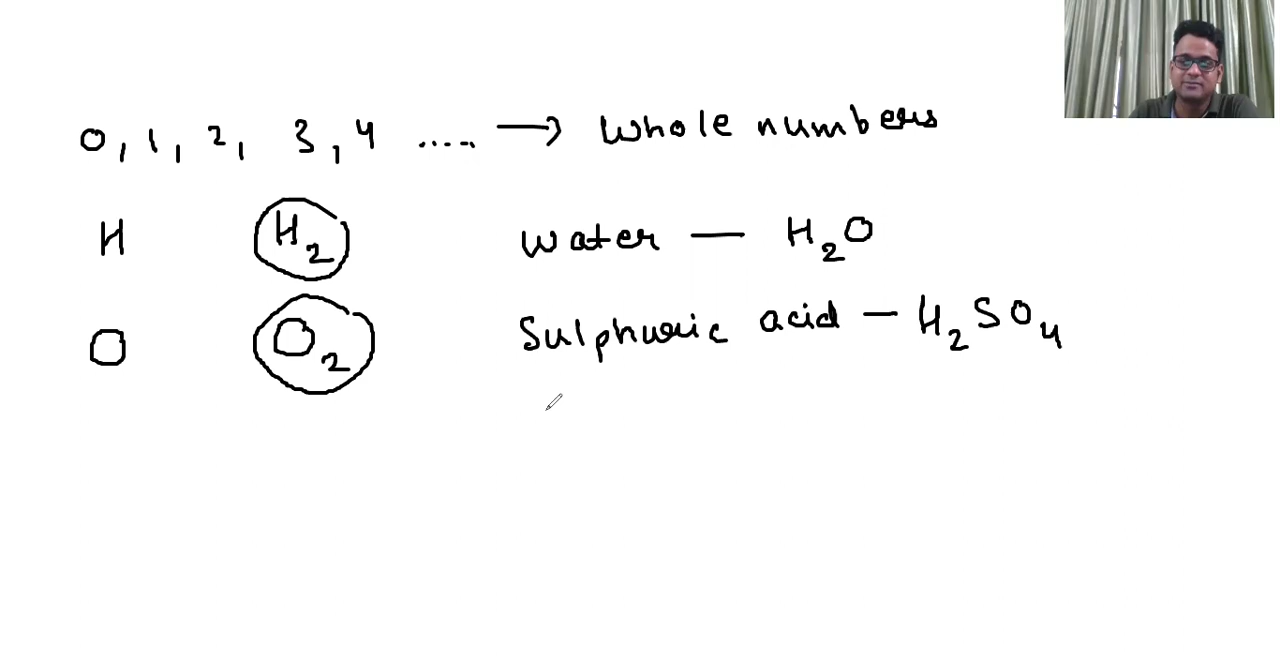 0, 1, 2, 3, 4 ..... → Whole numbers
H H₂ Water — H₂O
O O₂ Sulphuric acid — H₂SO₄